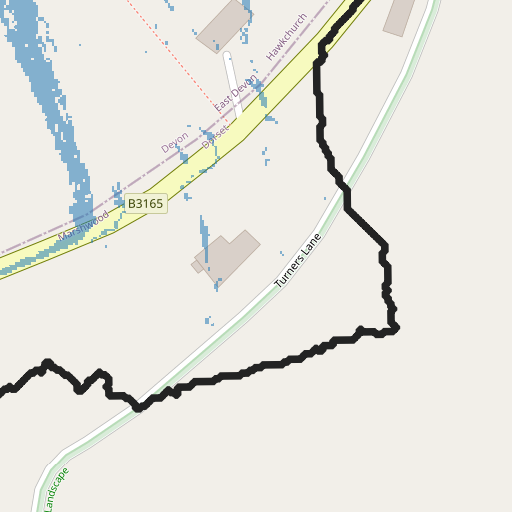 Hawkchurch
East Devon
Devon
Dorset
B3165
Marshwood
Turners Lane
Landscape